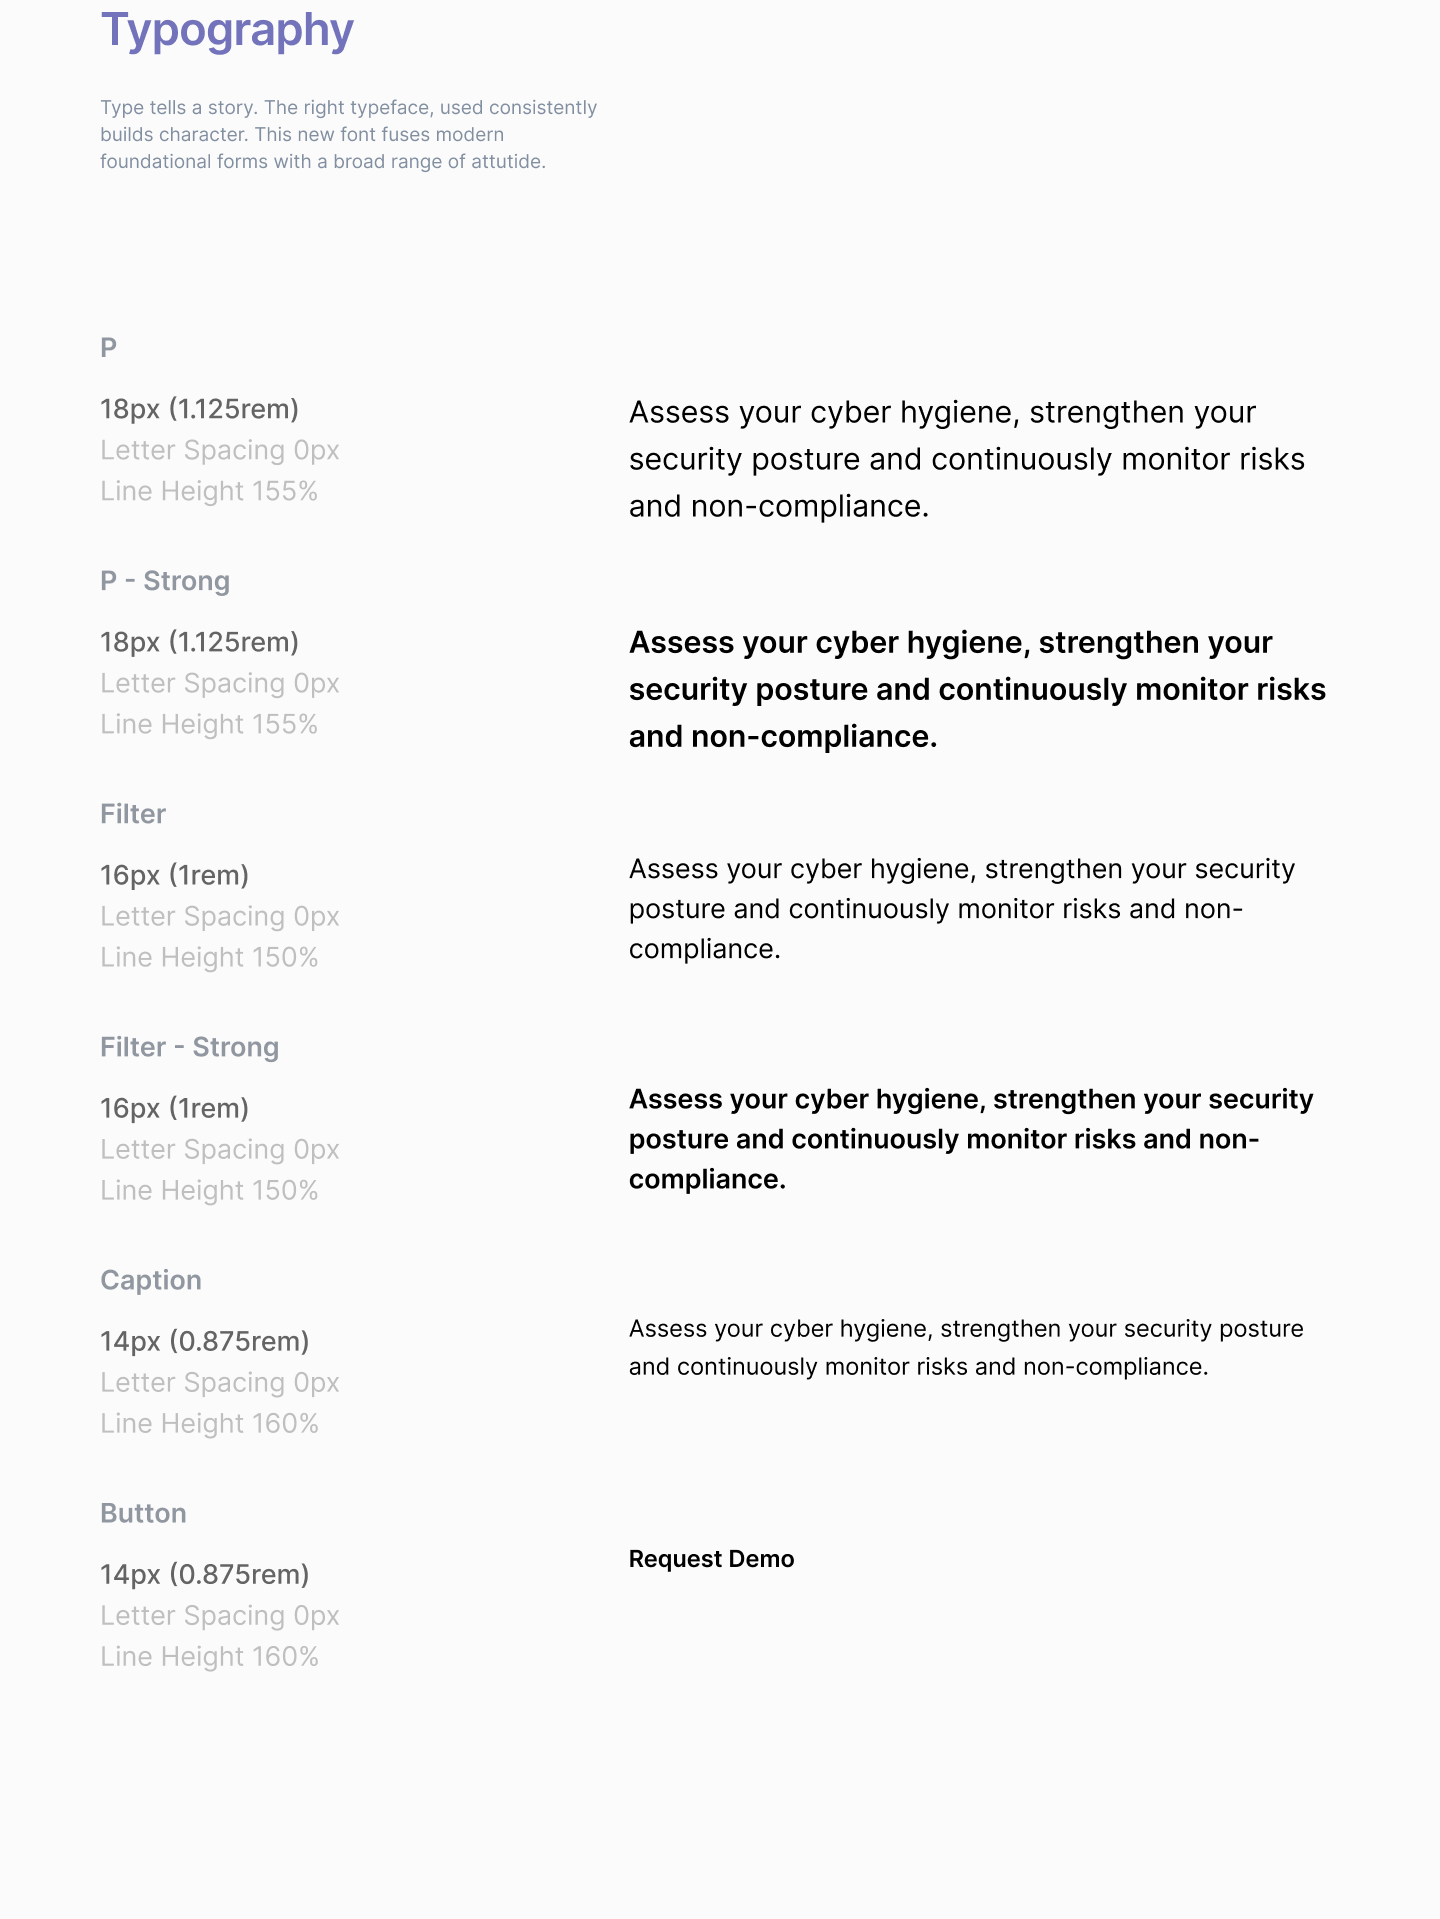 Typography
Type tells a story. The right typeface, used consistently
builds character. This new font fuses modern
foundational forms with a broad range of attutide.
P
18px (1.125rem)
Letter Spacing 0px
Line Height 155%
Assess your cyber hygiene, strengthen your
security posture and continuously monitor risks
and non-compliance.
P - Strong
18px (1.125rem)
Letter Spacing 0px
Line Height 155%
Assess your cyber hygiene, strengthen your
security posture and continuously monitor risks
and non-compliance.
Filter
16px (1rem)
Letter Spacing 0px
Line Height 150%
Assess your cyber hygiene, strengthen your security
posture and continuously monitor risks and non-
compliance.
Filter - Strong
16px (1rem)
Letter Spacing 0px
Line Height 150%
Assess your cyber hygiene, strengthen your security
posture and continuously monitor risks and non-
compliance.
Caption
14px (0.875rem)
Letter Spacing 0px
Line Height 160%
Assess your cyber hygiene, strengthen your security posture
and continuously monitor risks and non-compliance.
Button
14px (0.875rem)
Letter Spacing 0px
Line Height 160%
Request Demo